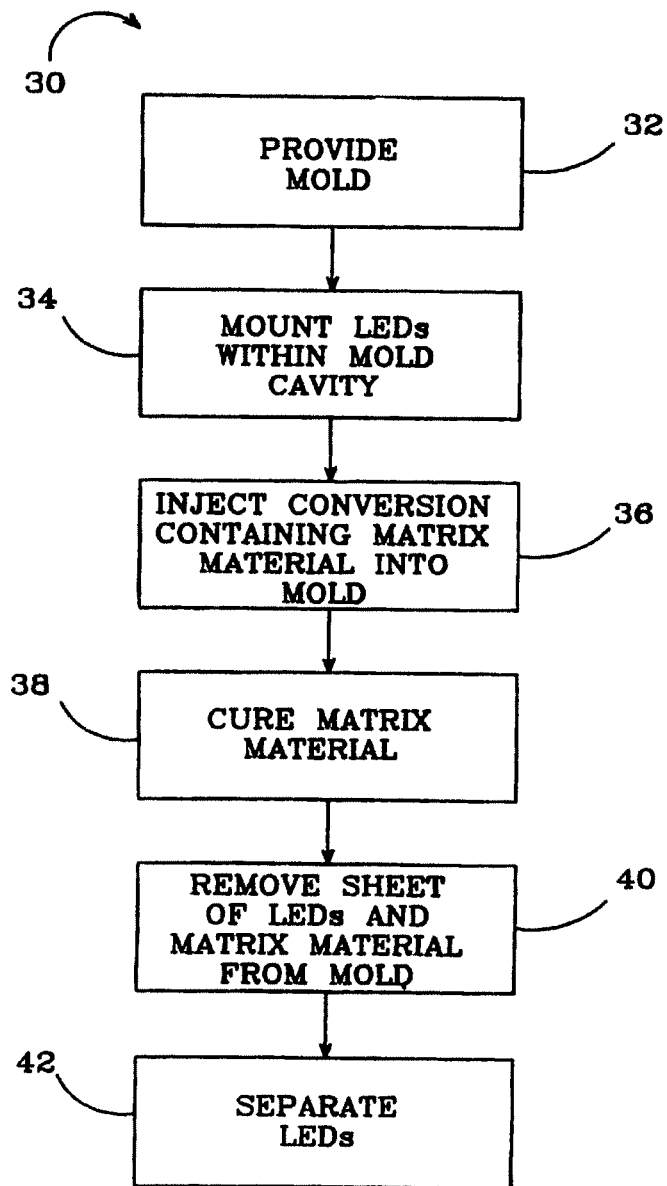 30
PROVIDE
MOLD
32
34
MOUNT LEDs
WITHIN MOLD
CAVITY
INJECT CONVERSION
CONTAINING MATRIX
MATERIAL INTO
MOLD
36
38
CURE MATRIX
MATERIAL
REMOVE SHEET
OF LEDs AND
MATRIX MATERIAL
FROM MOLD
40
42
SEPARATE
LEDs